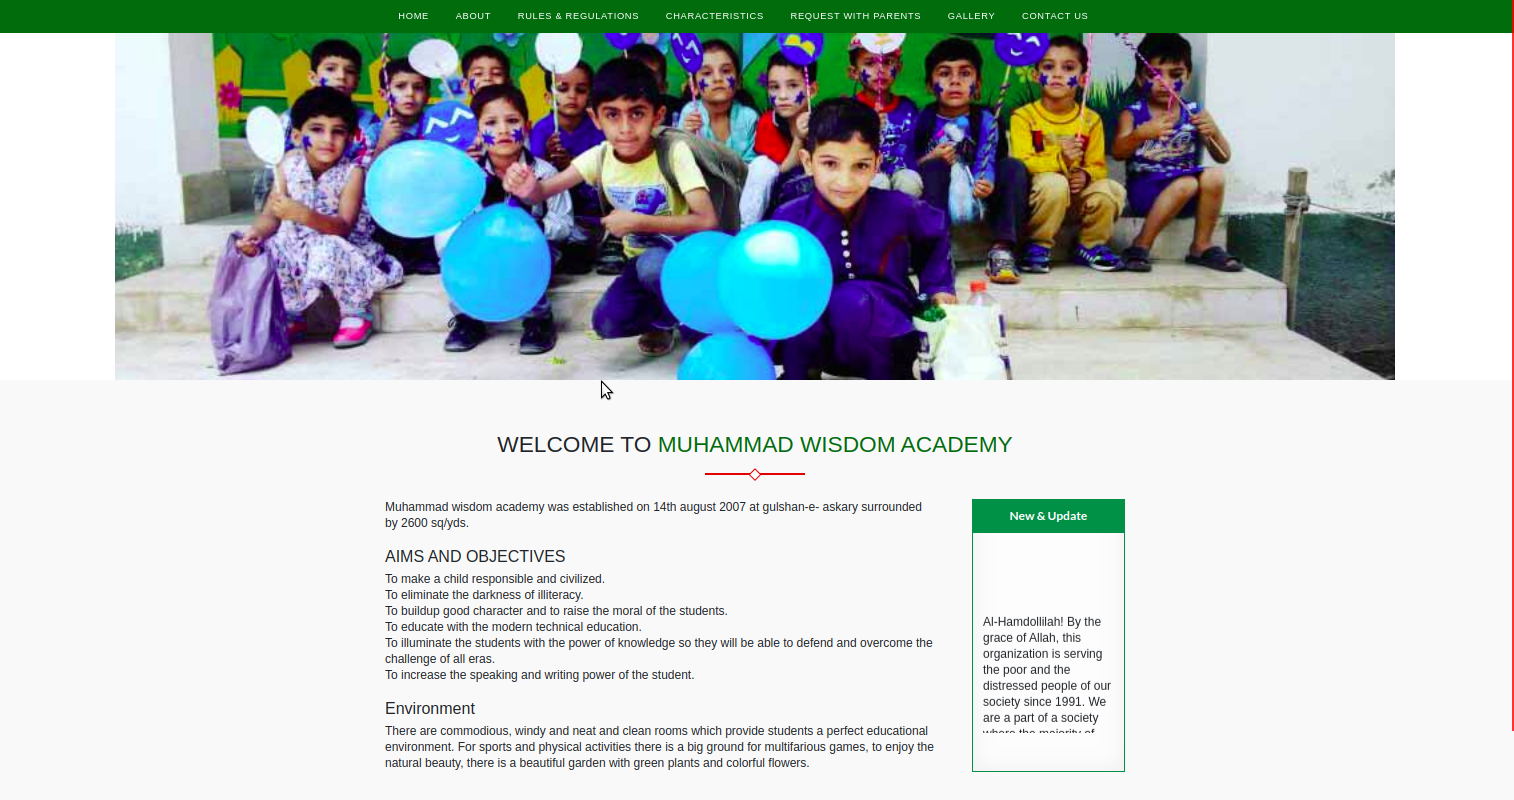 HOME ABOUT RULES & REGULATIONS CHARACTERISTICS REQUEST WITH PARENTS GALLERY CONTACT US
WELCOME TO MUHAMMAD WISDOM ACADEMY
Muhammad wisdom academy was established on 14th august 2007 at gulshan-e- askary surrounded
by 2600 sq/yds.
AIMS AND OBJECTIVES
To make a child responsible and civilized.
To eliminate the darkness of illiteracy.
To buildup good character and to raise the moral of the students.
To educate with the modern technical education.
To illuminate the students with the power of knowledge so they will be able to defend and overcome the
challenge of all eras.
To increase the speaking and writing power of the student.
Environment
There are commodious, windy and neat and clean rooms which provide students a perfect educational
environment. For sports and physical activities there is a big ground for multifarious games, to enjoy the
natural beauty, there is a beautiful garden with green plants and colorful flowers.
New & Update
Al-Hamdollilah! By the
grace of Allah, this
organization is serving
the poor and the
distressed people of our
society since 1991. We
are a part of a society
where the majority of